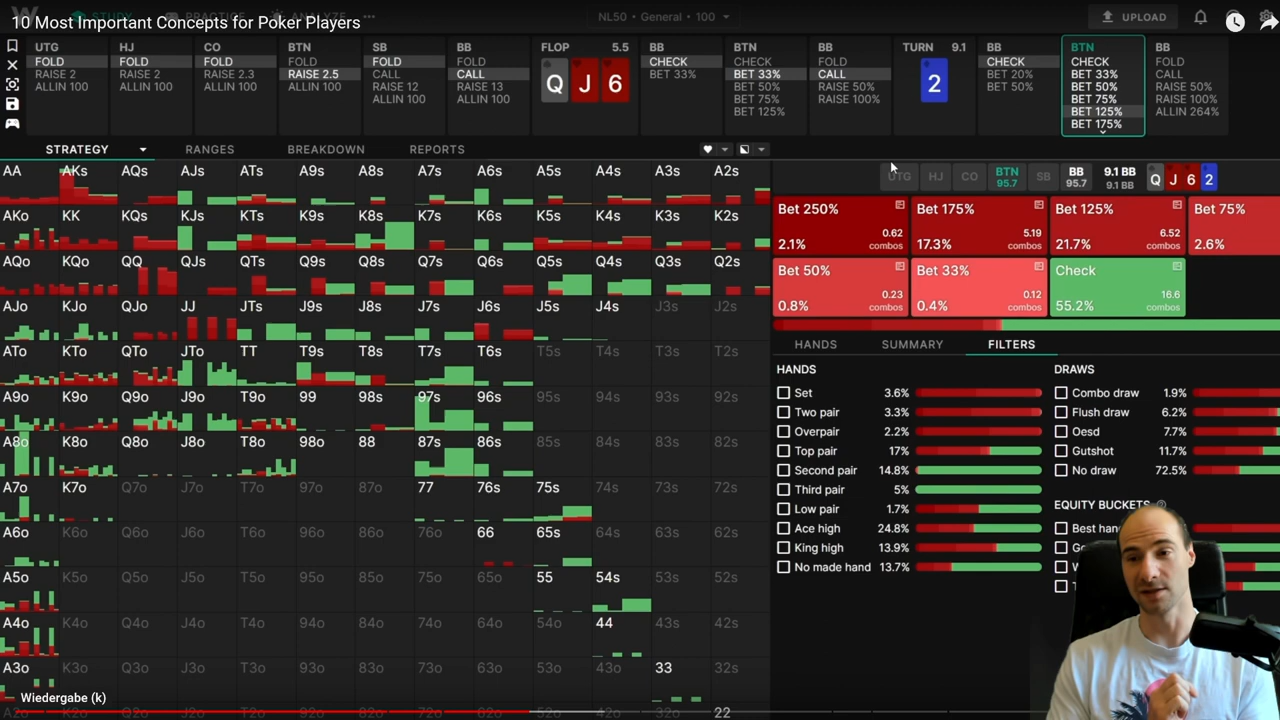 10 Most Important Concepts for Poker Players
STUDY PRACTICE ANALYZE
NL50 • General • 100
UPLOAD
UTG
FOLD
RAISE 2
ALLIN 100
HJ
FOLD
RAISE 2
ALLIN 100
CO
FOLD
RAISE 2.3
ALLIN 100
BTN
FOLD
RAISE 2.5
ALLIN 100
SB
FOLD
CALL
RAISE 12
ALLIN 100
BB
FOLD
CALL
RAISE 13
ALLIN 100
FLOP 5.5
Q J 6
BB
CHECK
BET 33%
BTN
CHECK
BET 33%
BET 50%
BET 75%
BET 125%
BB
FOLD
CALL
RAISE 50%
RAISE 100%
TURN 9.1
2
BB
CHECK
BET 20%
BET 50%
BTN
CHECK
BET 33%
BET 50%
BET 75%
BET 125%
BET 175%
BB
FOLD
CALL
RAISE 50%
RAISE 100%
ALLIN 264%
STRATEGY RANGES BREAKDOWN REPORTS
AA AKs AQs AJs ATs A9s A8s A7s A6s A5s A4s A3s A2s
AKo KK KQs KJs KTs K9s K8s K7s K6s K5s K4s K3s K2s
AQo KQo QQ QJs QTs Q9s Q8s Q7s Q6s Q5s Q4s Q3s Q2s
AJo KJo QJo JJ JTs J9s J8s J7s J6s J5s J4s J3s J2s
ATo KTo QTo JTo TT T9s T8s T7s T6s T5s T4s T3s T2s
A9o K9o Q9o J9o T9o 99 98s 97s 96s 95s 94s 93s 92s
A8o K8o Q8o J8o T8o 98o 88 87s 86s 85s 84s 83s 82s
A7o K7o Q7o J7o T7o 97o 87o 77 76s 75s 74s 73s 72s
A6o K6o Q6o J6o T6o 96o 86o 76o 66 65s 64s 63s 62s
A5o K5o Q5o J5o T5o 95o 85o 75o 65o 55 54s 53s 52s
A4o K4o Q4o J4o T4o 94o 84o 74o 64o 54o 44 43s 42s
A3o K3o Q3o J3o T3o 93o 83o 73o 63o 53o 43o 33 32s
22
Wiedergabe (k)
UTG HJ CO BTN SB BB 9.1 BB Q J 6 2
95.7 95.7 9.1 BB
Bet 250%
0.62
2.1% combos
Bet 175%
5.19
17.3% combos
Bet 125%
6.52
21.7% combos
Bet 75%
2.6%
Bet 50%
0.23
0.8% combos
Bet 33%
0.12
0.4% combos
Check
16.6
55.2% combos
HANDS SUMMARY FILTERS
HANDS
Set 3.6%
Two pair 3.3%
Overpair 2.2%
Top pair 17%
Second pair 14.8%
Third pair 5%
Low pair 1.7%
Ace high 24.8%
King high 13.9%
No made hand 13.7%
DRAWS
Combo draw 1.9%
Flush draw 6.2%
Oesd 7.7%
Gutshot 11.7%
No draw 72.5%
EQUITY BUCKETS
Best han